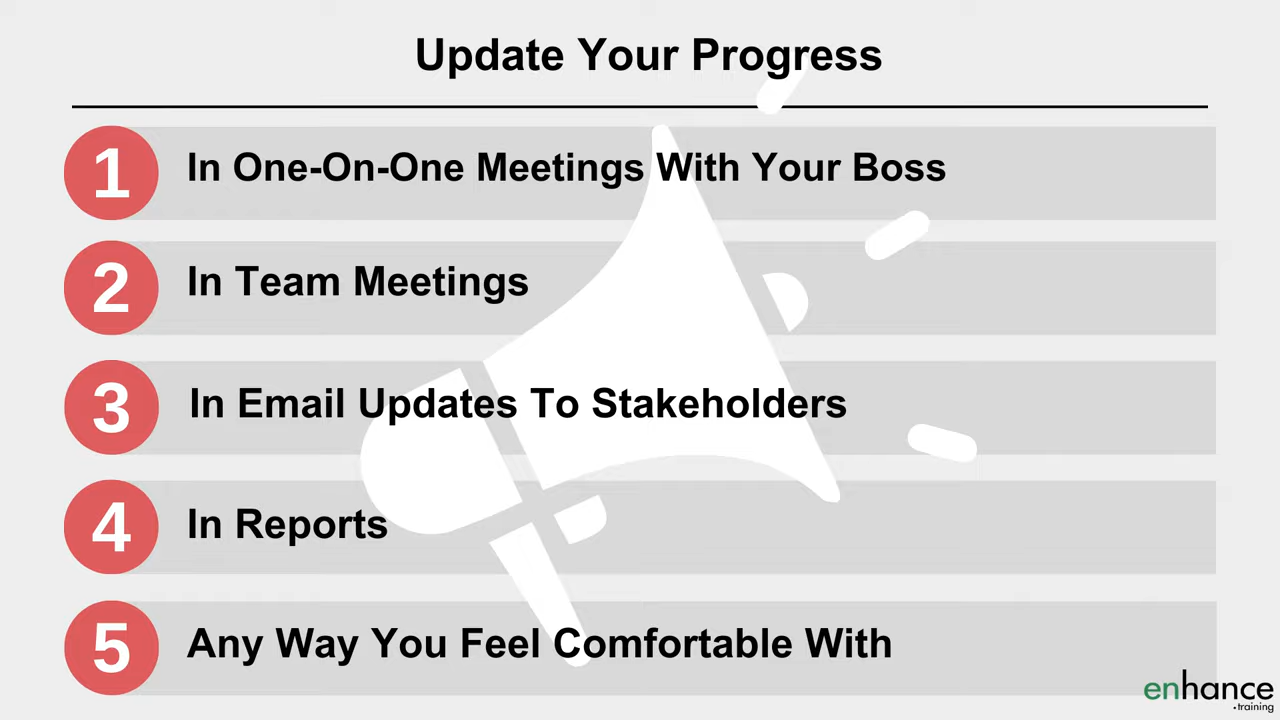 Update Your Progress
1 In One-On-One Meetings With Your Boss
2 In Team Meetings
3 In Email Updates To Stakeholders
4 In Reports
5 Any Way You Feel Comfortable With
enhance
.training